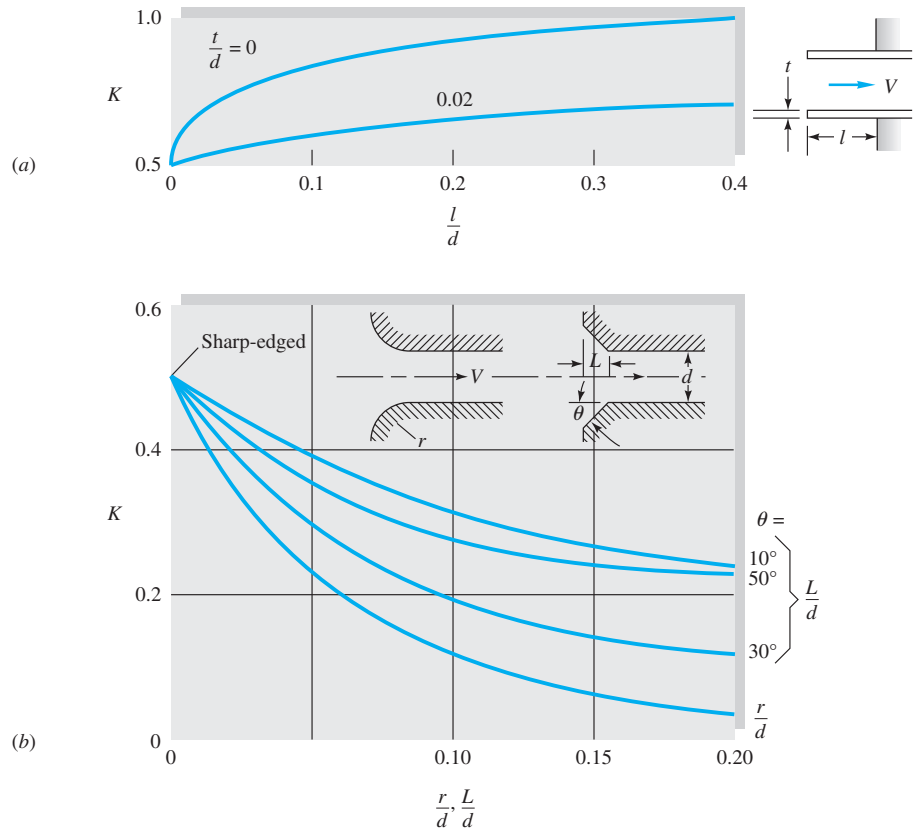 1.0
t/d = 0
K
0.02
t
V
l
(a)
0.5
0
0.1
0.2
0.3
0.4
l/d
0.6
Sharp-edged
V
L
d
θ
r
0.4
K
θ =
10°
50°
L/d
0.2
30°
r/d
(b)
0
0
0.10
0.15
0.20
r/d, L/d